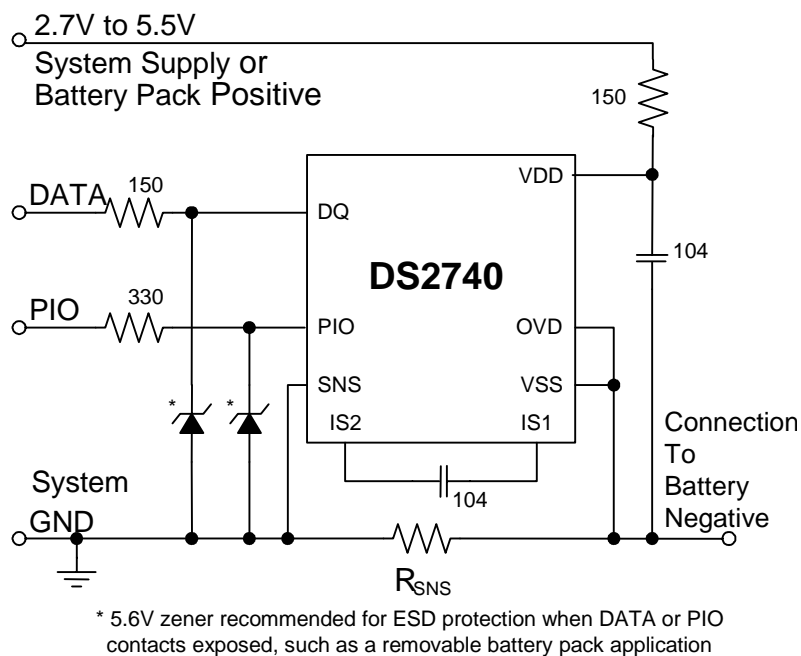 2.7V to 5.5V
System Supply or
Battery Pack Positive
150
VDD
DATA
150
DQ
104
DS2740
PIO
330
PIO
OVD
SNS
VSS
*
*
IS2
IS1
104
Connection
To
Battery
Negative
System
GND
RSNS
* 5.6V zener recommended for ESD protection when DATA or PIO
contacts exposed, such as a removable battery pack application